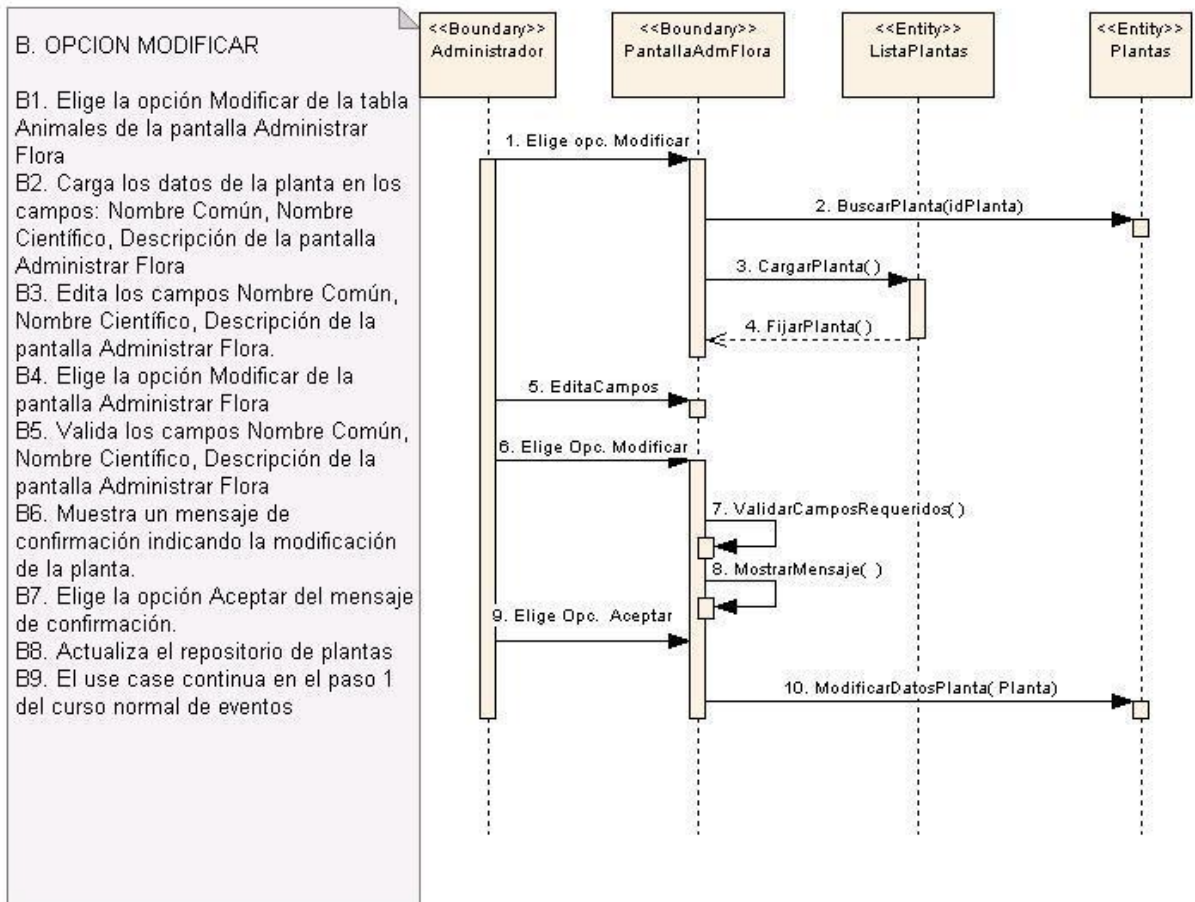 B. OPCION MODIFICAR
B1. Elige la opción Modificar de la tabla
Animales de la pantalla Administrar
Flora
B2. Carga los datos de la planta en los
campos: Nombre Común, Nombre
Científico, Descripción de la pantalla
Administrar Flora
B3. Edita los campos Nombre Común,
Nombre Científico, Descripción de la
pantalla Administrar Flora.
B4. Elige la opción Modificar de la
pantalla Administrar Flora
B5. Valida los campos Nombre Común,
Nombre Científico, Descripción de la
pantalla Administrar Flora
B6. Muestra un mensaje de
confirmación indicando la modificación
de la planta.
B7. Elige la opción Aceptar del mensaje
de confirmación.
B8. Actualiza el repositorio de plantas
B9. El use case continua en el paso 1
del curso normal de eventos
<<Boundary>>
Administrador
<<Boundary>>
PantallaAdmFlora
<<Entity>>
ListaPlantas
<<Entity>>
Plantas
1. Elige opc. Modificar
2. BuscarPlanta(idPlanta)
3. CargarPlanta( )
4. FijarPlanta( )
5. EditaCampos
6. Elige Opc. Modificar
7. ValidarCamposRequeridos( )
8. MostrarMensaje( )
9. Elige Opc. Aceptar
10. ModificarDatosPlanta( Planta)